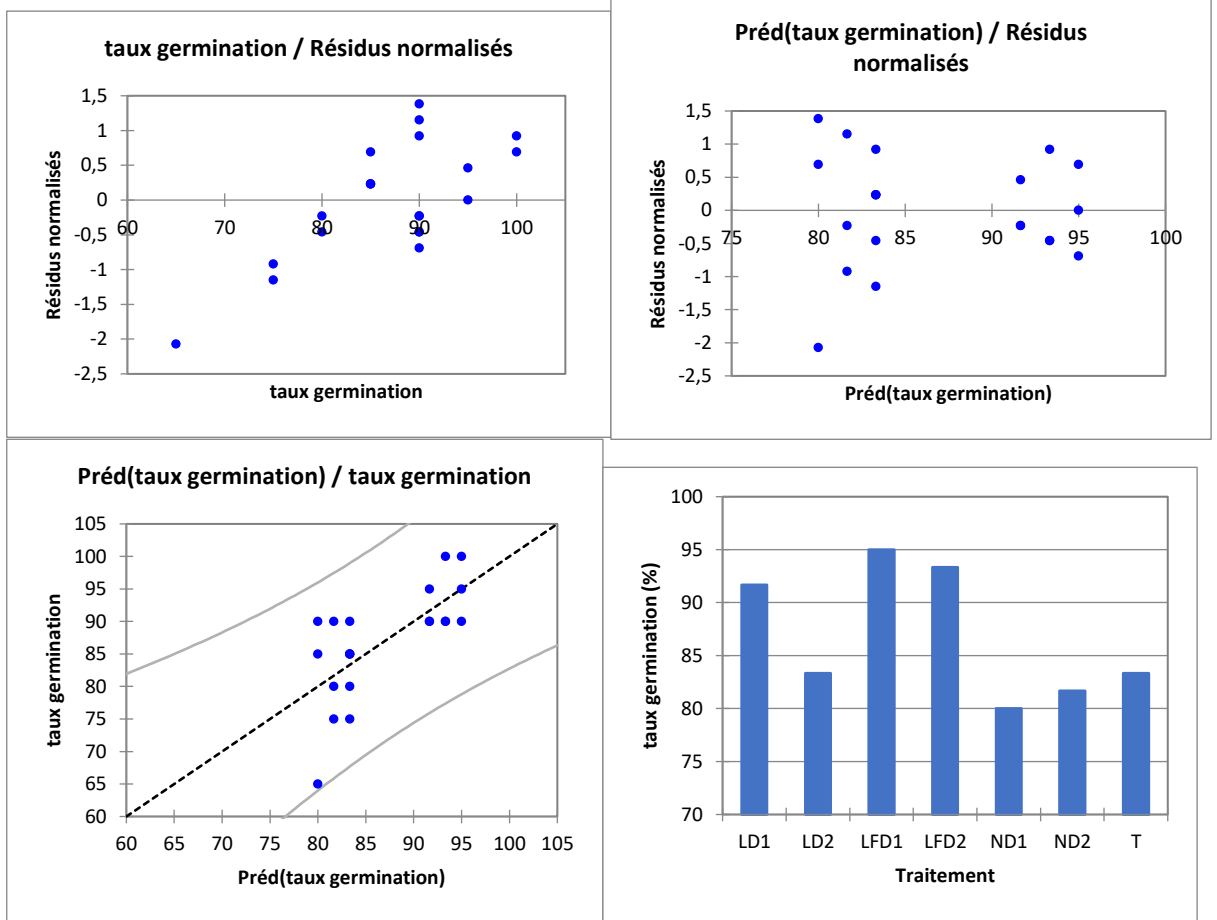 taux germination / Résidus normalisés
1,5
1
0,5
0
-0,5
-1
-1,5
-2
-2,5
60 70 80 90 100
Résidus normalisés
taux germination
Préd(taux germination) / Résidus
normalisés
1,5
1
0,5
0
-0,5
-1
-1,5
-2
-2,5
75 80 85 90 95 100
Résidus normalisés
Préd(taux germination)
Préd(taux germination) / taux germination
105
100
95
90
85
80
75
70
65
60
60 65 70 75 80 85 90 95 100 105
taux germination
Préd(taux germination)
100
95
90
85
80
75
70
taux germination (%)
LD1 LD2 LFD1 LFD2 ND1 ND2 T
Traitement